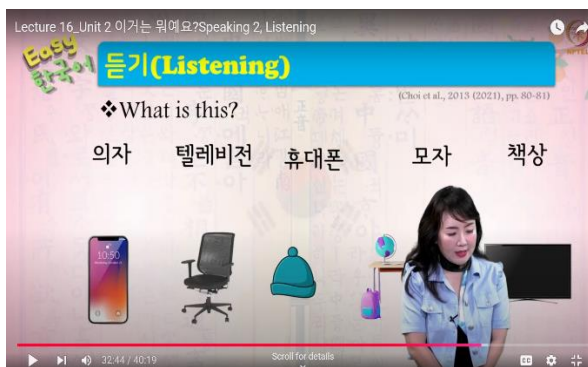 Lecture 16_Unit 2 이거는 뭐예요?Speaking 2, Listening
Easy
한국어
듣기(Listening)
(Choi et al., 2013 (2021), pp. 80-81)
❖What is this?
의자 텔레비전 휴대폰 모자 책상
10:50
32:44 / 40:19
Scroll for details
CC